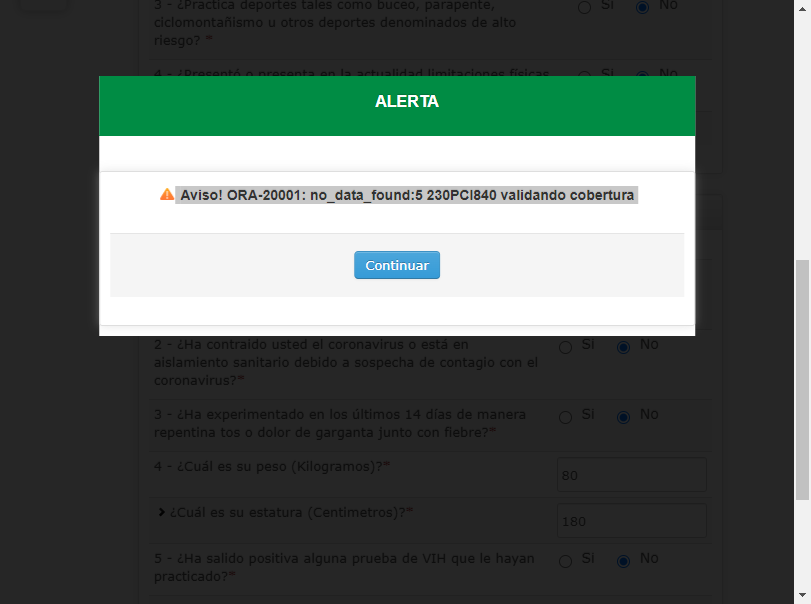 3 - ¿Practica deportes tales como buceo, parapente,
ciclomontañismo u otros deportes denominados de alto
riesgo? *
Si
No
4 - ¿Presentó o presenta en la actualidad limitaciones físicas
Si
No
ALERTA
Aviso! ORA-20001: no_data_found:5 230PCI840 validando cobertura
Continuar
2 - ¿Ha contraido usted el coronavirus o está en
aislamiento sanitario debido a sospecha de contagio con el
coronavirus?*
Si
No
3 - ¿Ha experimentado en los últimos 14 días de manera
repentina tos o dolor de garganta junto con fiebre?*
Si
No
4 - ¿Cuál es su peso (Kilogramos)?*
80
¿Cuál es su estatura (Centimetros)?*
180
5 - ¿Ha salido positiva alguna prueba de VIH que le hayan
practicado?*
Si
No